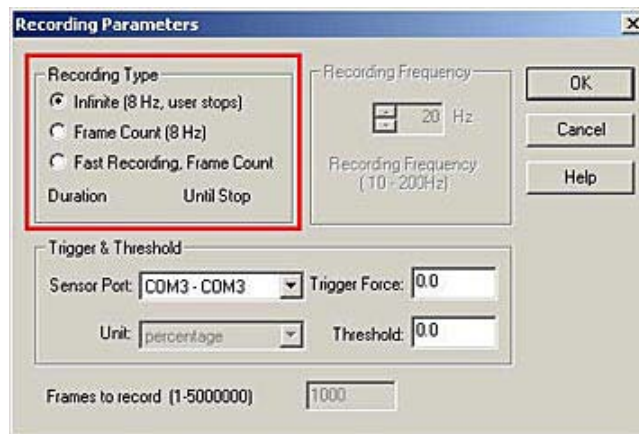 Recording Parameters
Recording Type
Infinite (8 Hz, user stops)
Frame Count (8 Hz)
Fast Recording, Frame Count
Duration Until Stop
Recording Frequency
20 Hz
Recording Frequency
( 10 - 200Hz)
OK
Cancel
Help
Trigger & Threshold
Sensor Port: COM3 - COM3 Trigger Force: 0.0
Unit: percentage Threshold: 0.0
Frames to record (1-5000000) 1000